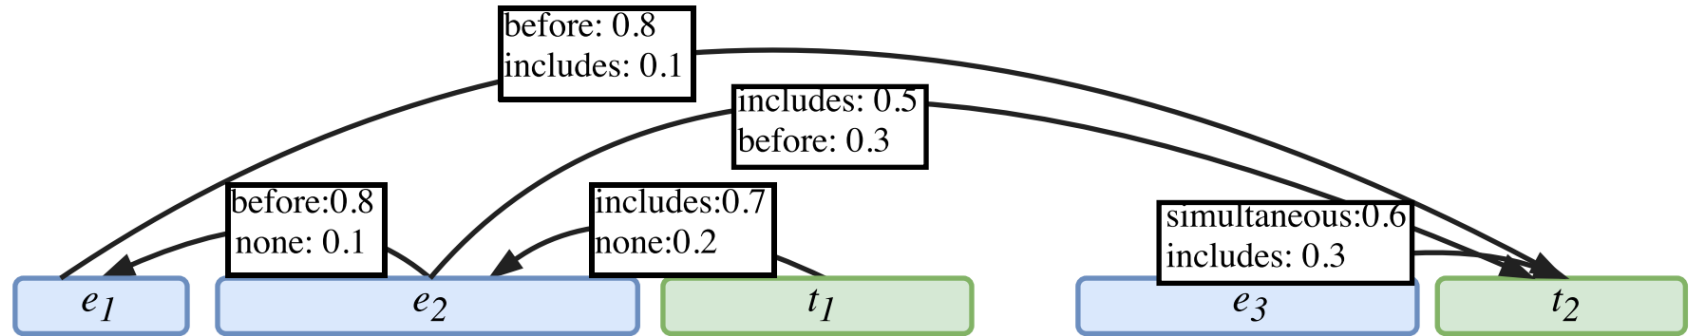 before: 0.8
includes: 0.1
includes: 0.5
before: 0.3
before:0.8
none: 0.1
includes:0.7
none:0.2
simultaneous:0.6
includes: 0.3
e1
e2
t1
e3
t2